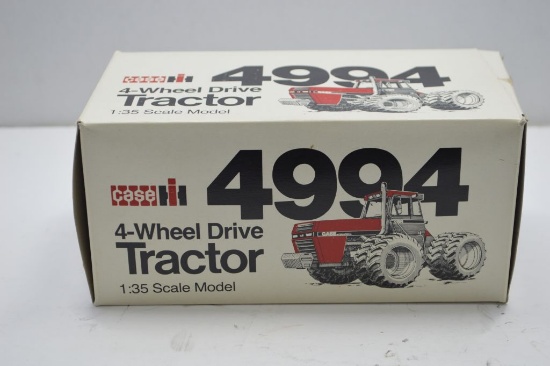 case IH 4994
4-Wheel Drive
Tractor
1:35 Scale Model
case IH 4994
4-Wheel Drive
Tractor
CASE
1:35 Scale Model